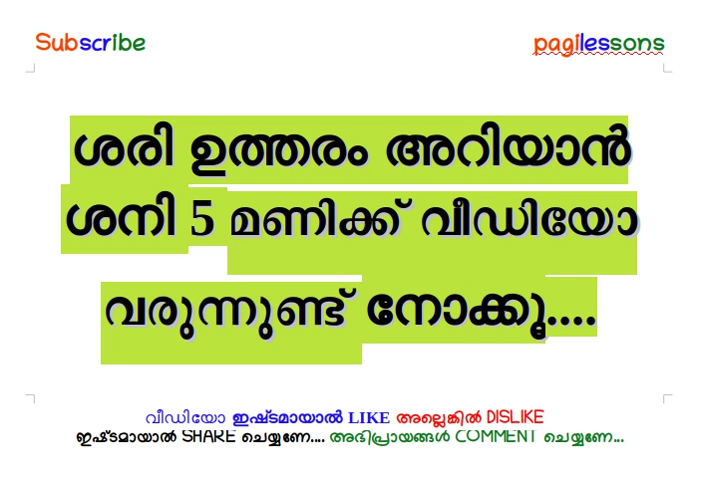 Subscribe pagilessons
ശരി ഉത്തരം അറിയാൻ
ശനി 5 മണിക്ക് വീഡിയോ
വരുന്നുണ്ട് നോക്കൂ....
വീഡിയോ ഇഷ്ടമായാൽ LIKE അല്ലെങ്കിൽ DISLIKE
ഇഷ്ടമായാൽ SHARE ചെയ്യണേ.... അഭിപ്രായങ്ങൾ COMMENT ചെയ്യണേ...